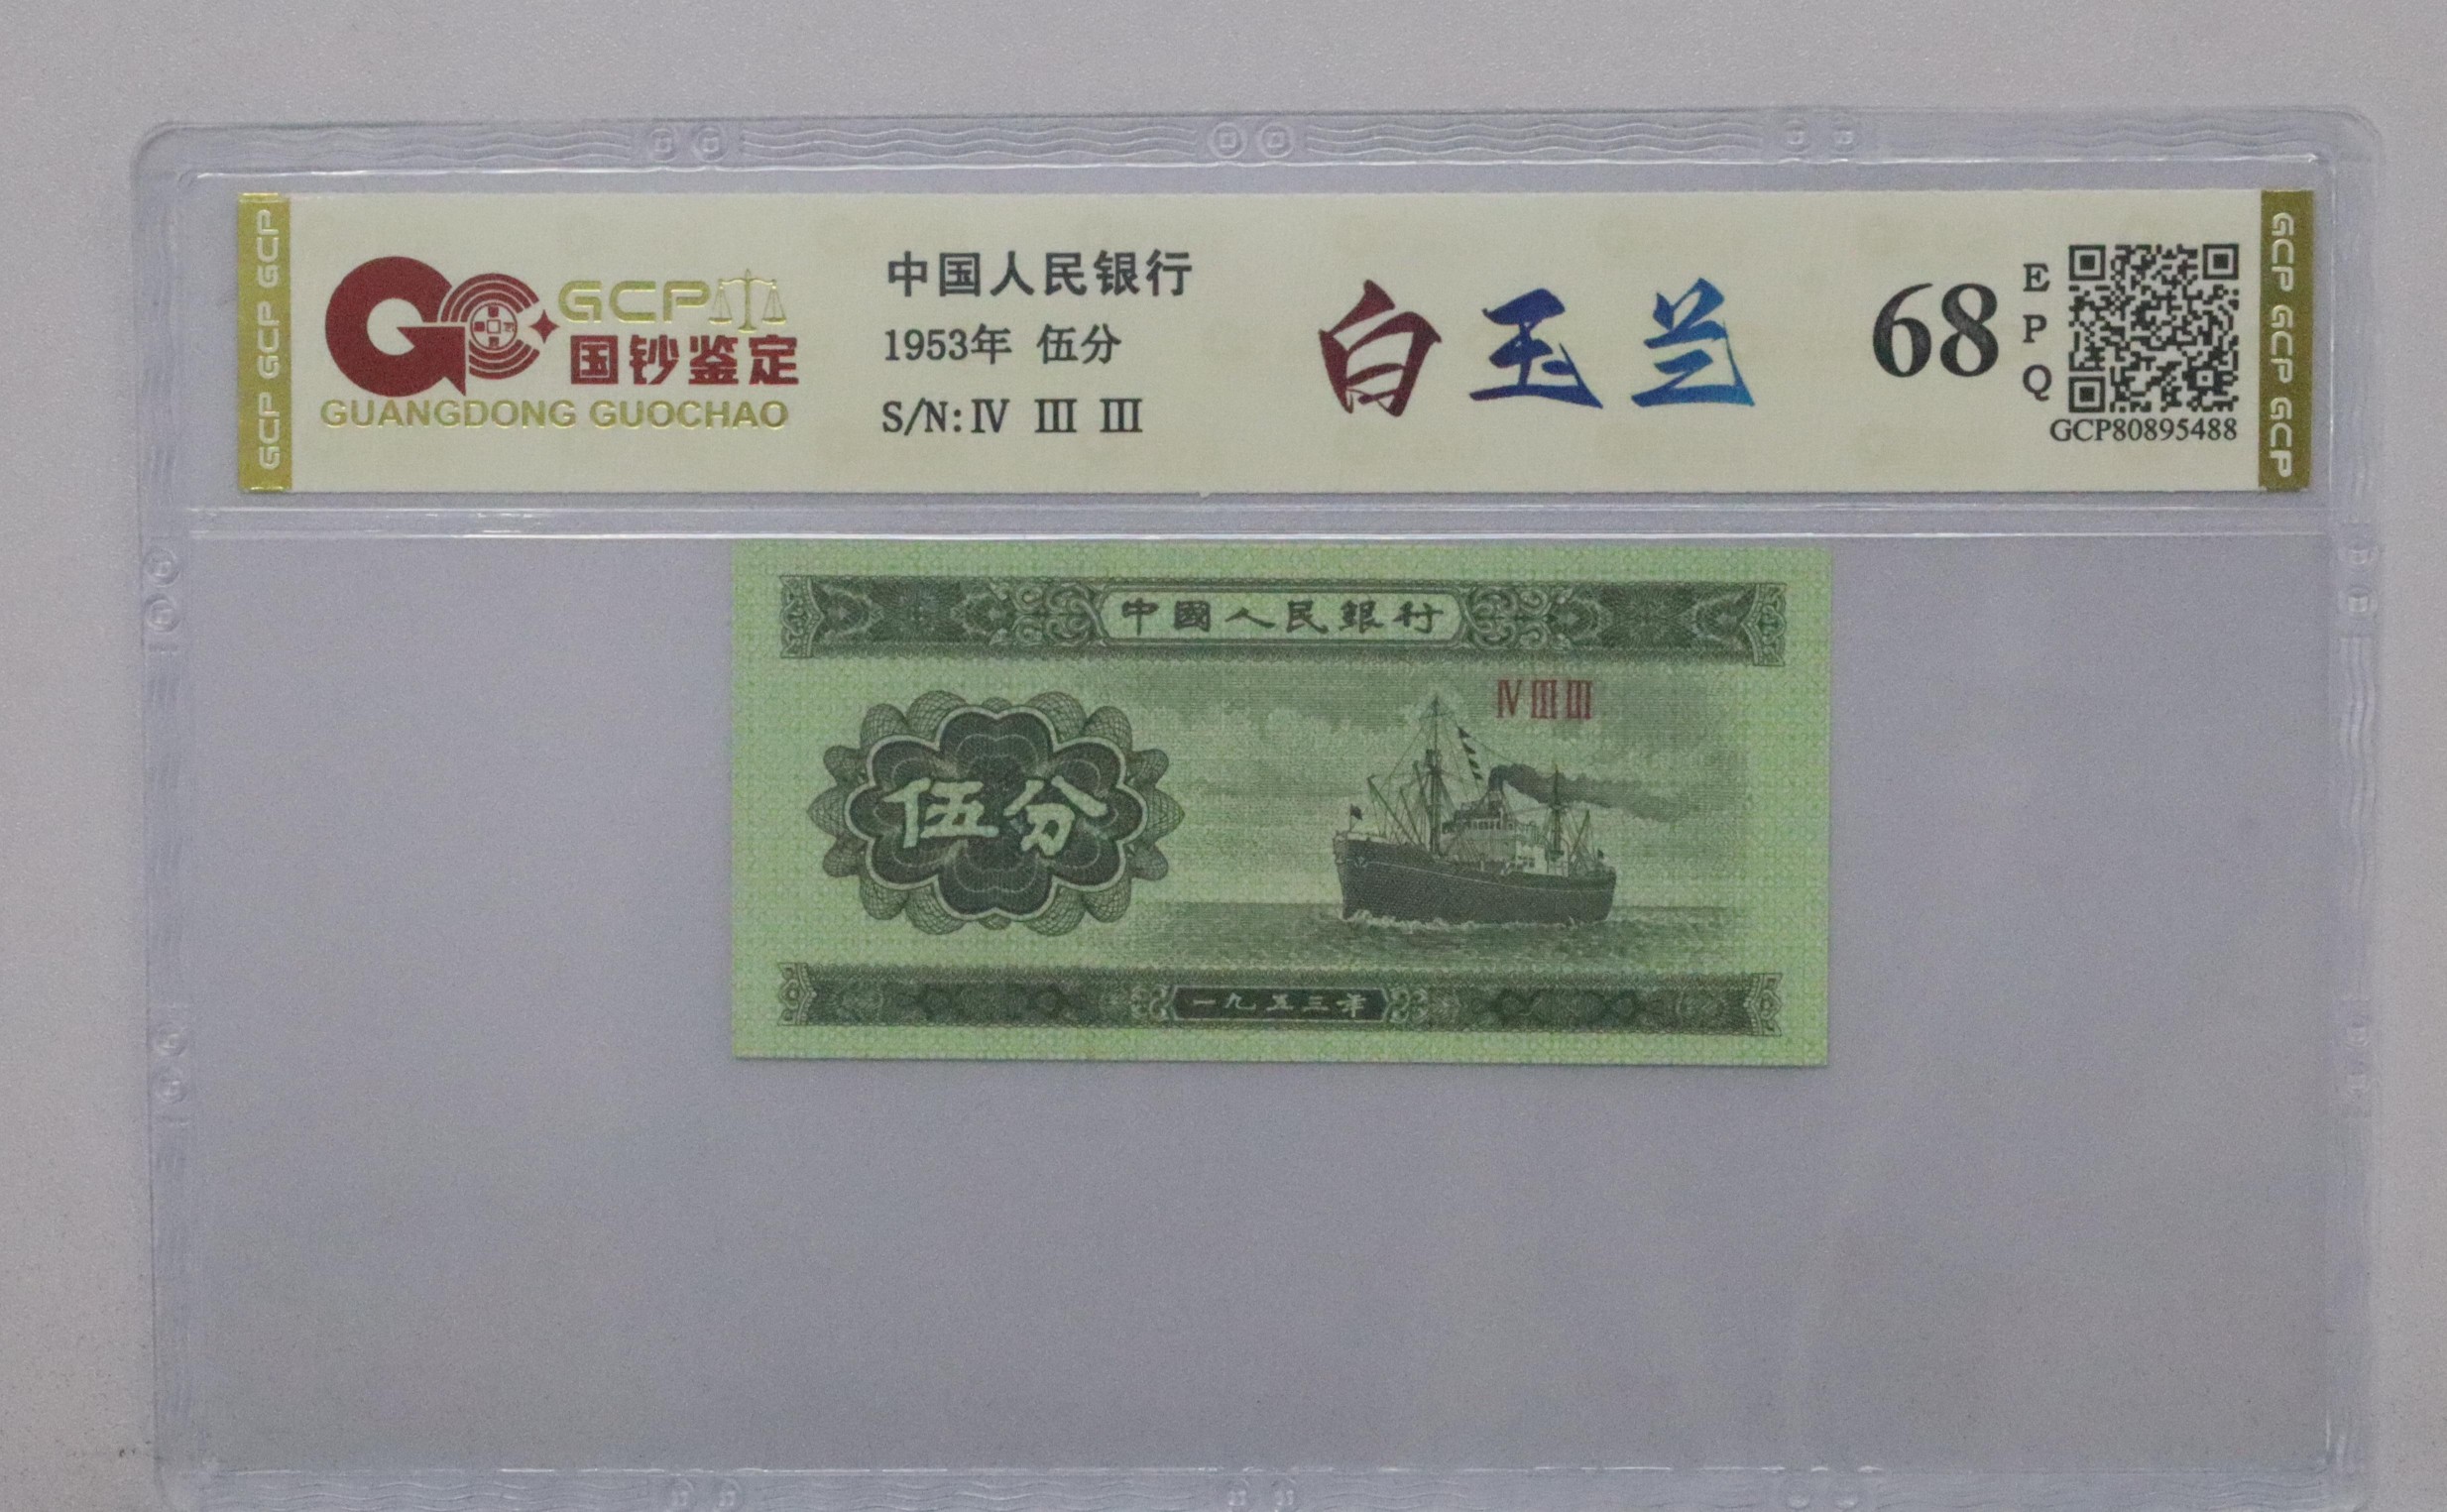 GCP GCP GCP
GCP
国钞鉴定
GUANGDONG GUOCHAO
中国人民银行
1953年 伍分
S/N: Ⅳ Ⅲ Ⅲ
白玉兰
68
EPQ
GCP80895488
GCP GCP GCP
中國人民銀行
ⅣⅢⅢ
伍分
一九五三年